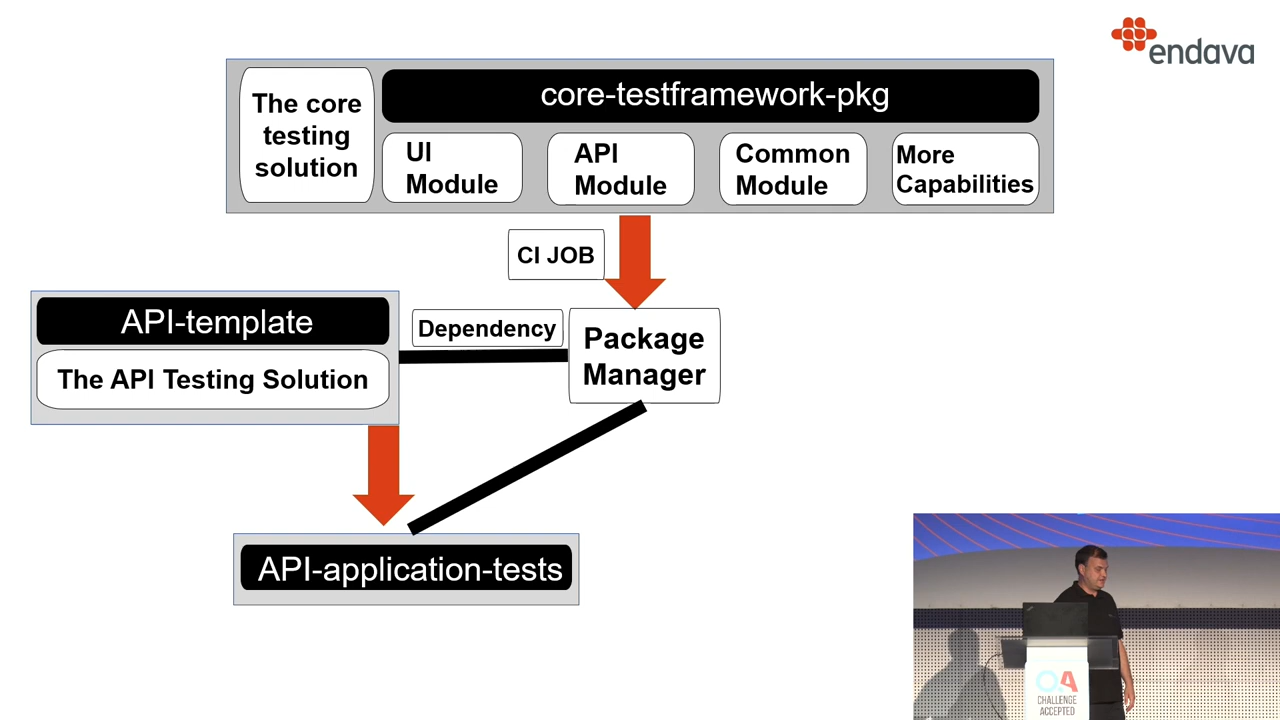 endava
The core
testing
solution
core-testframework-pkg
UI
Module
API
Module
Common
Module
More
Capabilities
CI JOB
API-template
The API Testing Solution
Dependency
Package
Manager
API-application-tests
QA
CHALLENGE
ACCEPTED